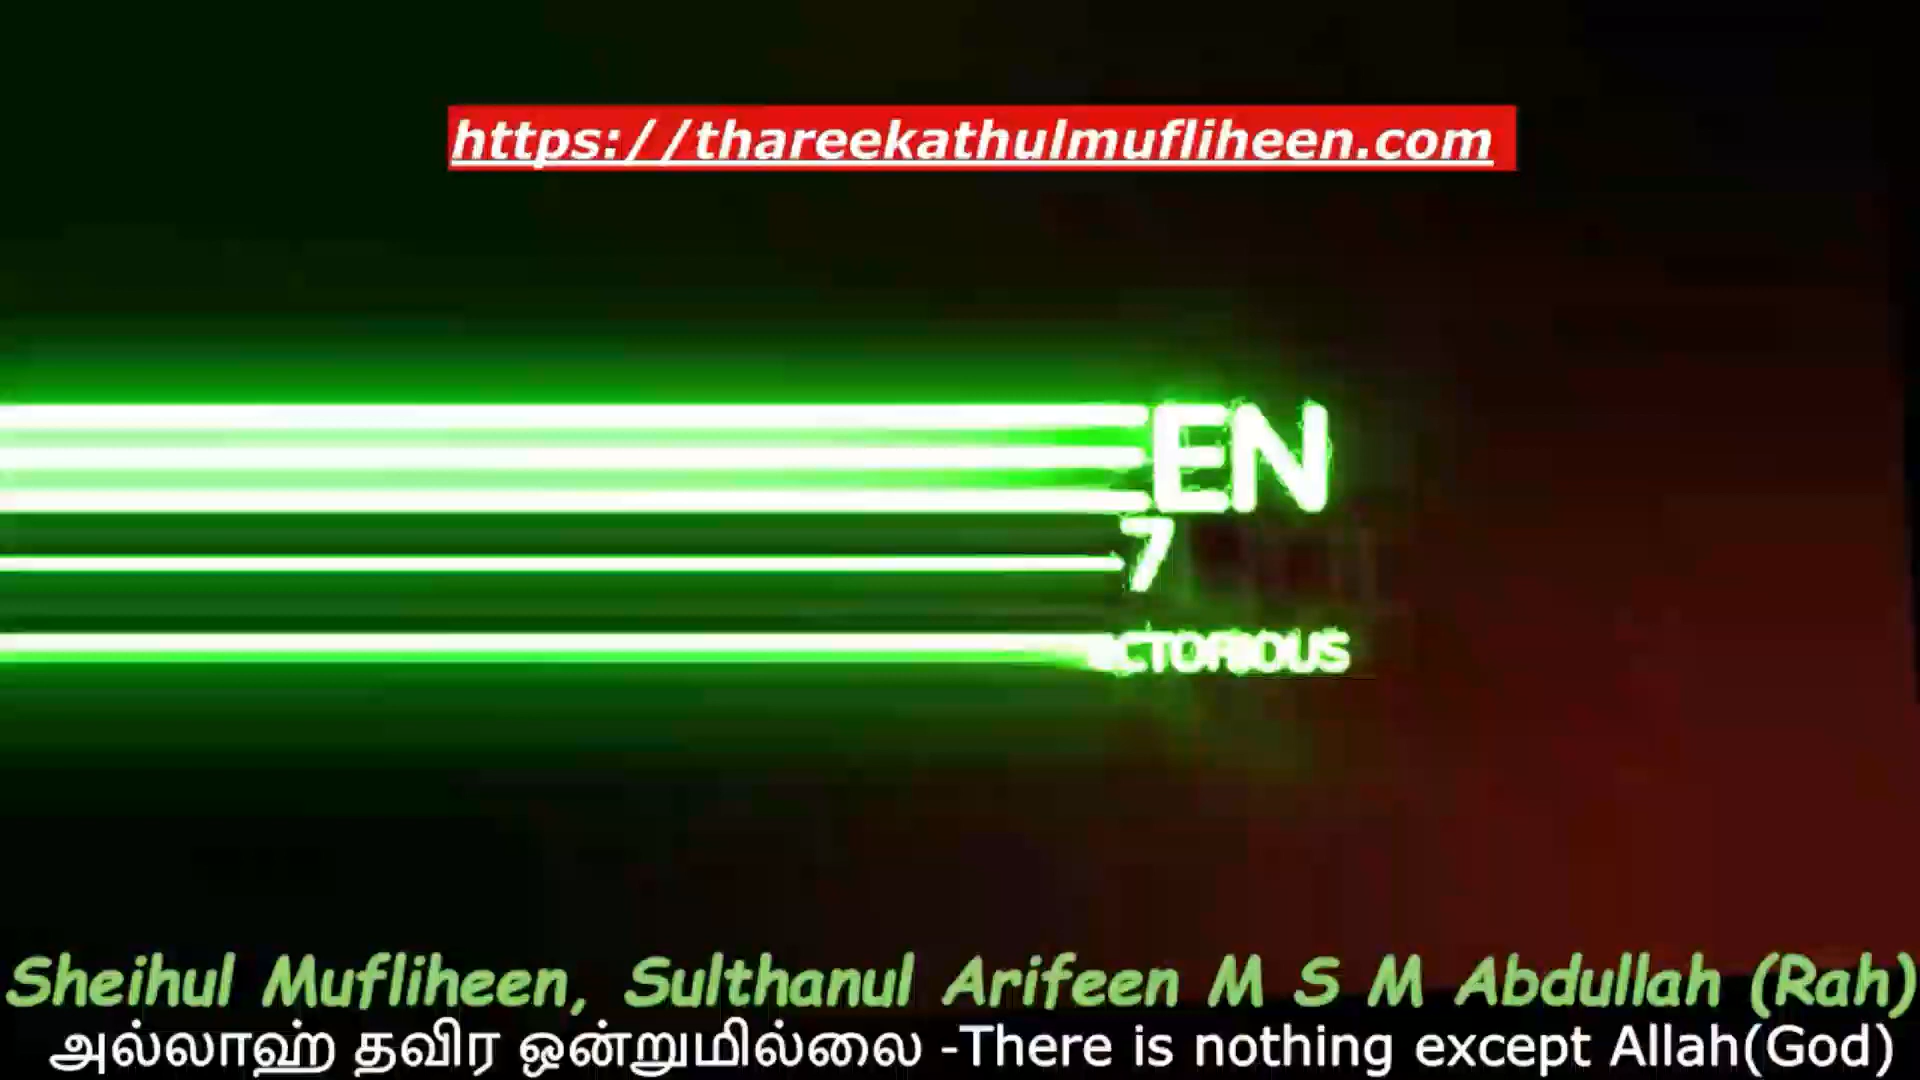 https://thareekathulmufliheen.com
EN
7
CTORIOUS
Sheihul Mufliheen, Sulthanul Arifeen M S M Abdullah (Rah)
அல்லாஹ் தவிர ஒன்றுமில்லை -There is nothing except Allah(God)